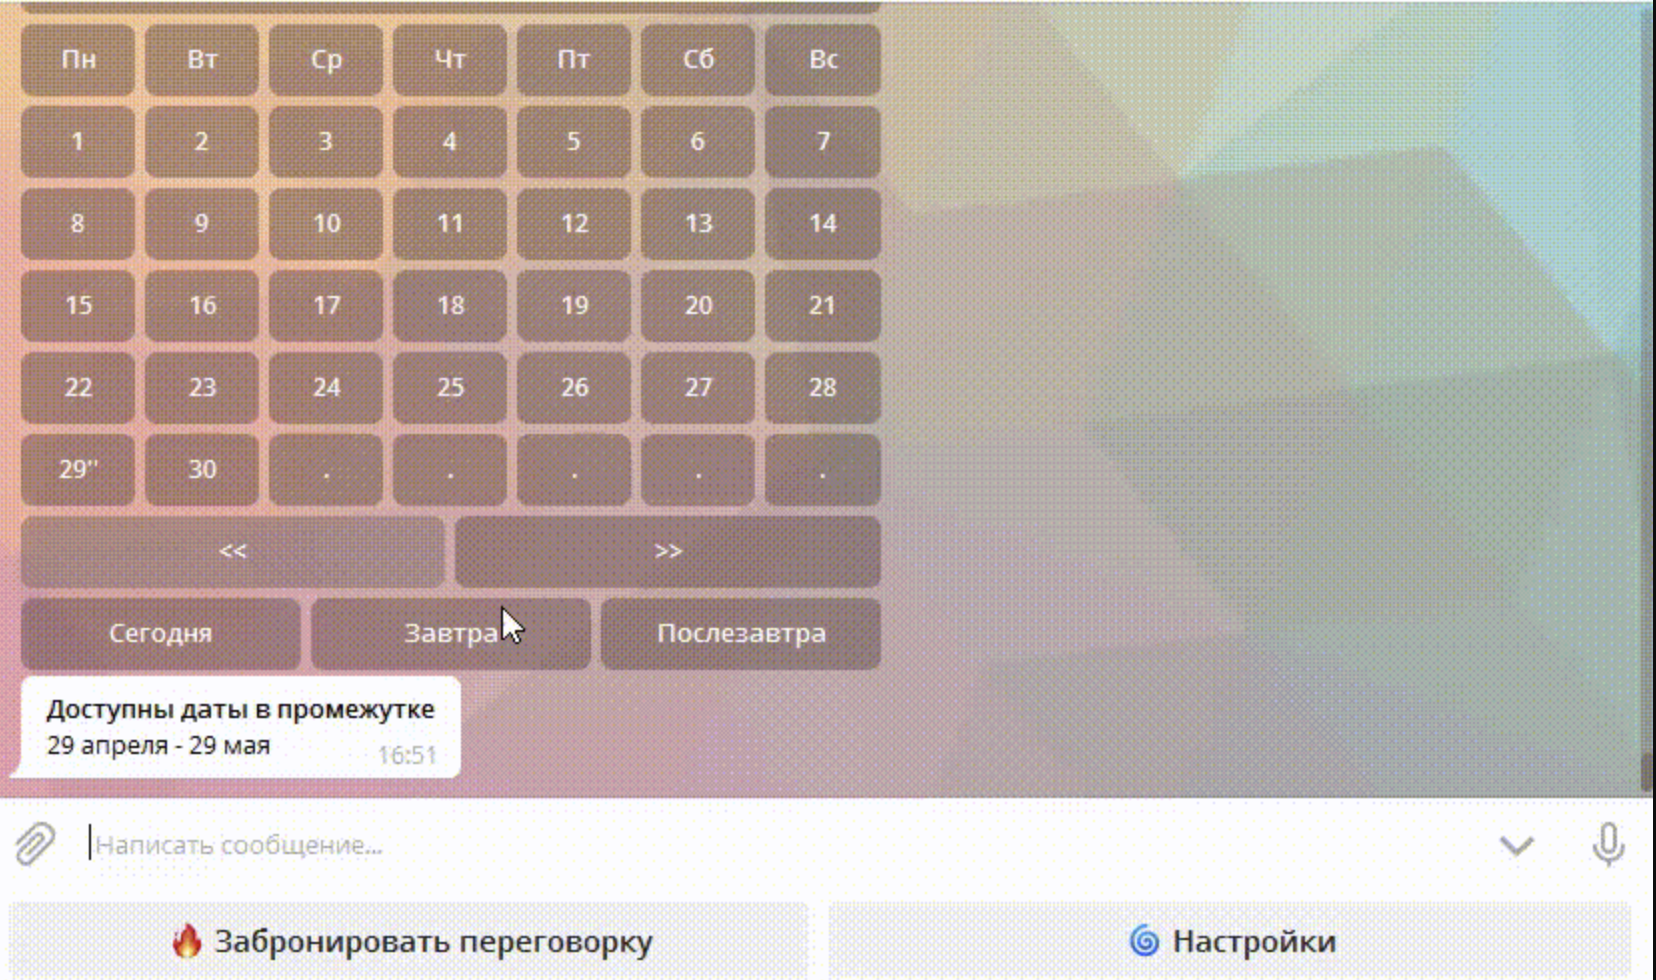 Пн Вт Ср Чт Пт Сб Вс
1 2 3 4 5 6 7
8 9 10 11 12 13 14
15 16 17 18 19 20 21
22 23 24 25 26 27 28
29'' 30 . . . . .
<< >>
Сегодня Завтра Послезавтра
Доступны даты в промежутке
29 апреля - 29 мая 16:51
Написать сообщение...
Забронировать переговорку Настройки